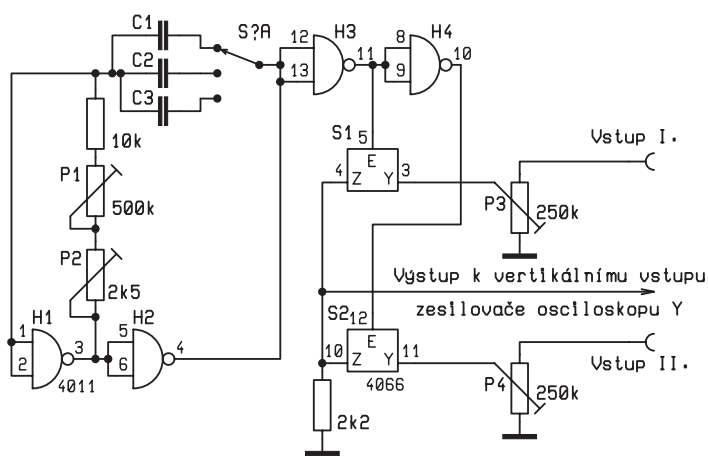 C1
S?A
H3
H4
12
13
11
8
9
10
C2
C3
10k
P1
500k
P2
2k5
S1
5
E
4
Z
Y
3
Vstup I.
P3
250k
Výstup k vertikálnímu vstupu
zesilovače osciloskopu Y
H1
1
2
3
4011
H2
5
6
4
S2
12
E
10
Z
Y
11
4066
Vstup II.
P4
250k
2k2